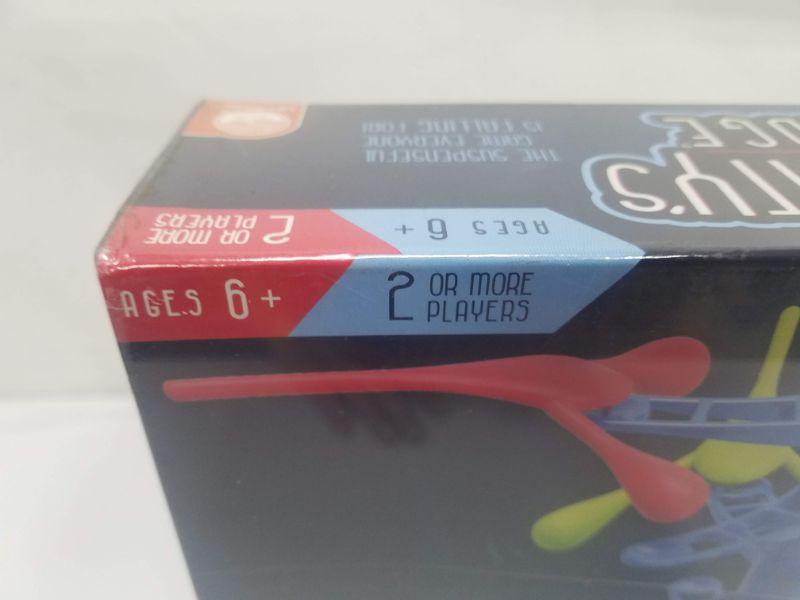 THE SUSPENSEFUL
GAME EVERYONE
IS FALLING FOR!
2 OR MORE
PLAYERS
AGES 6+
AGES 6+
2 OR MORE
PLAYERS